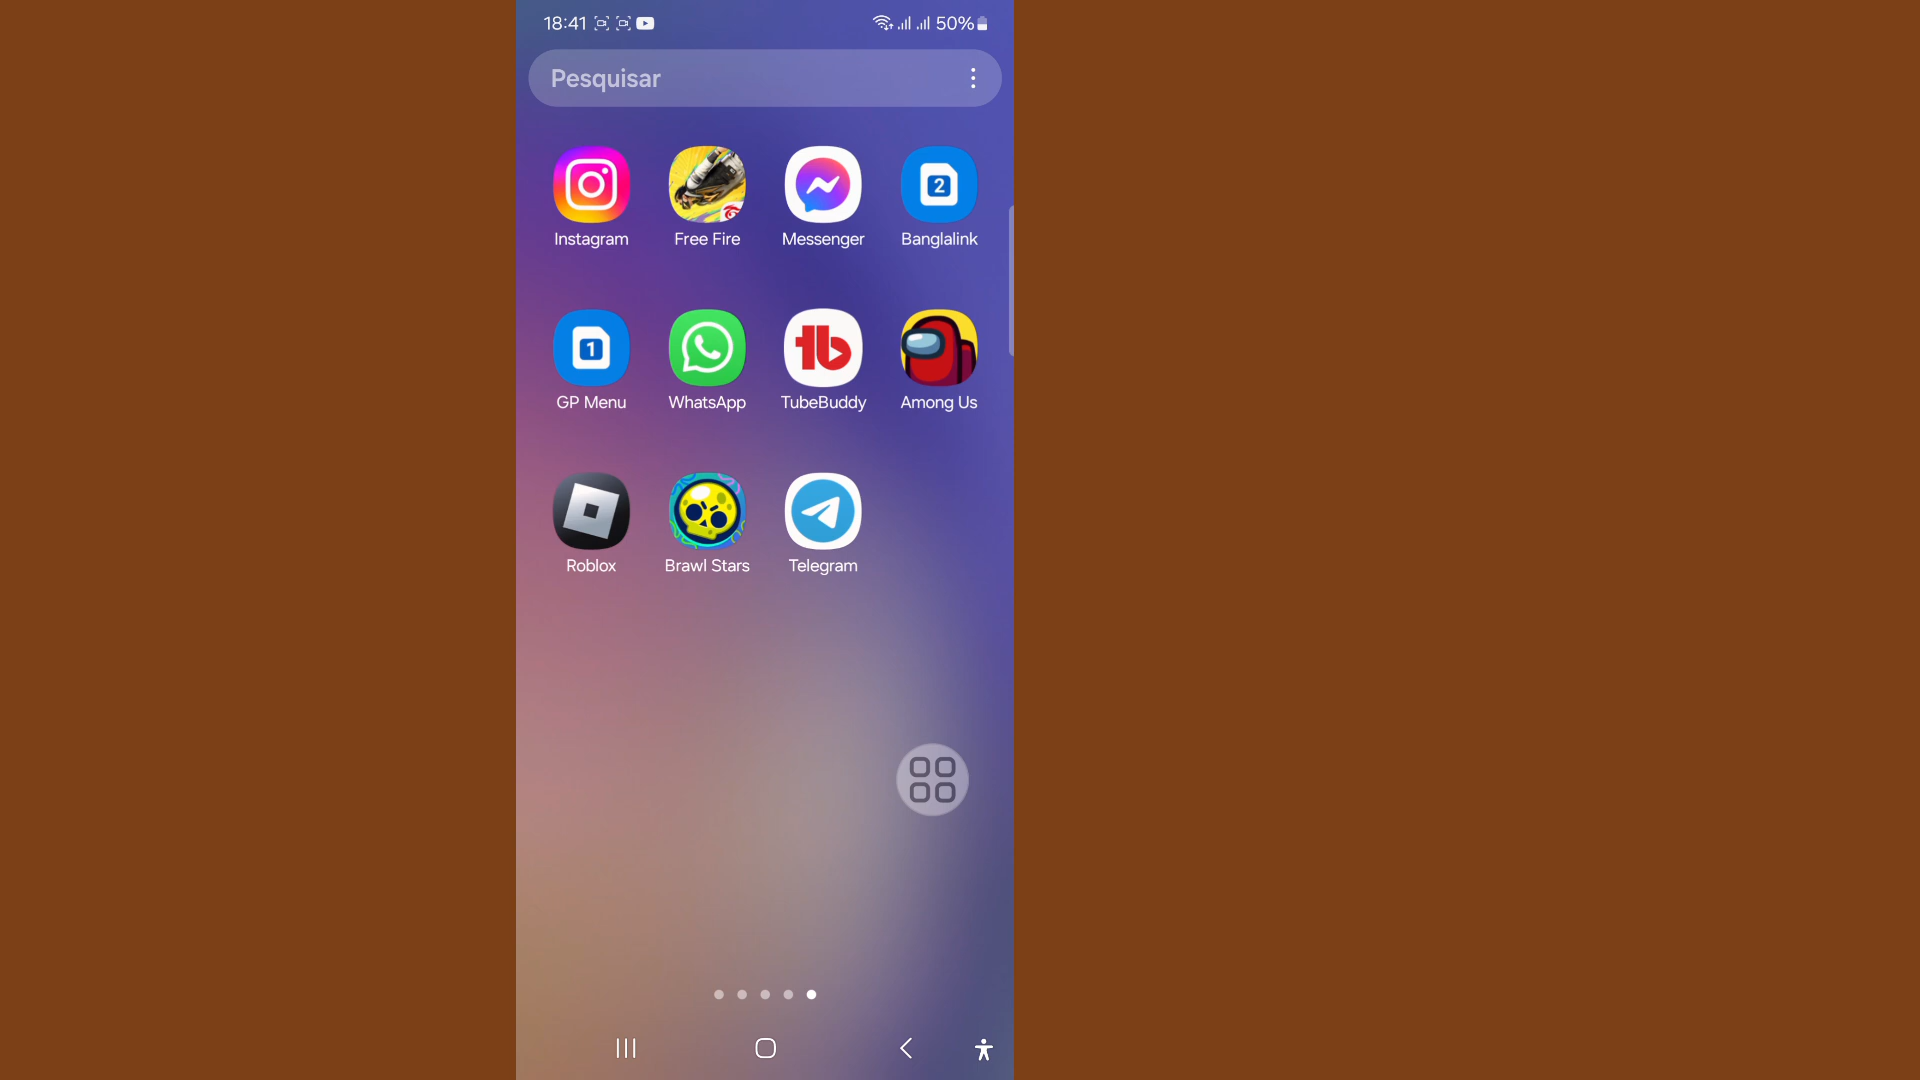 18:41 50%
Pesquisar
Instagram Free Fire Messenger Banglalink
GP Menu WhatsApp TubeBuddy Among Us
Roblox Brawl Stars Telegram